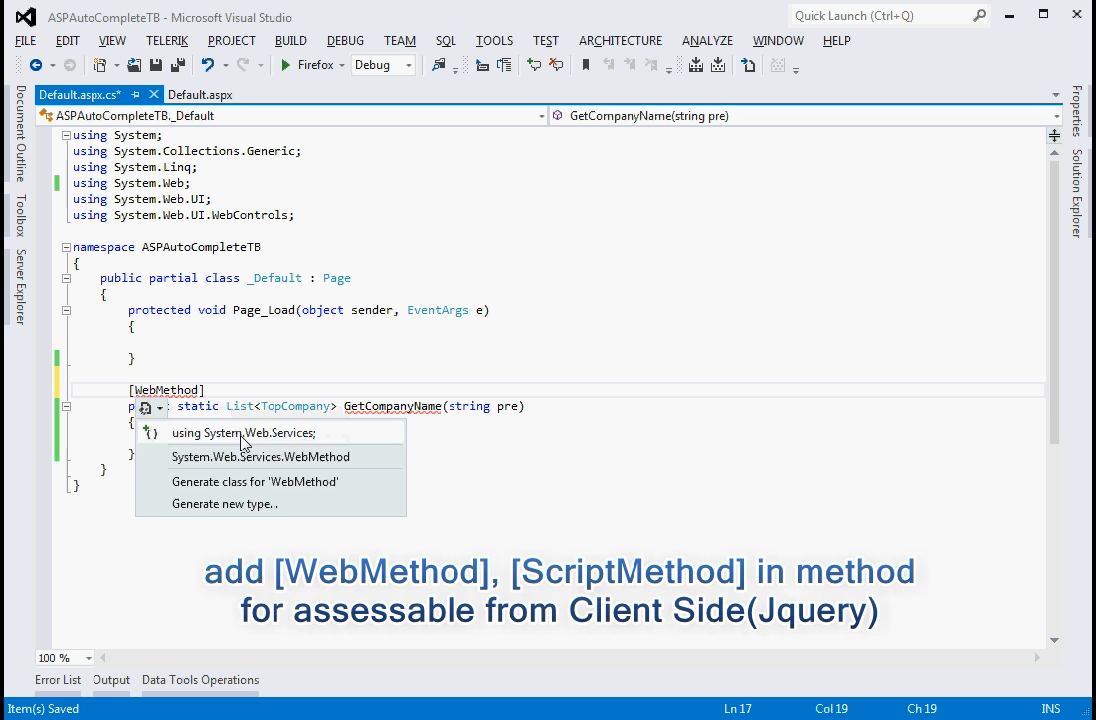 ASPAutoCompleteTB - Microsoft Visual Studio
Quick Launch (Ctrl+Q)
FILE EDIT VIEW TELERIK PROJECT BUILD DEBUG TEAM SQL TOOLS TEST ARCHITECTURE ANALYZE WINDOW HELP
Firefox Debug
Default.aspx.cs* Default.aspx
ASPAutoCompleteTB._Default GetCompanyName(string pre)
Document Outline
Toolbox
Server Explorer
Properties
Solution Explorer
using System;
using System.Collections.Generic;
using System.Linq;
using System.Web;
using System.Web.UI;
using System.Web.UI.WebControls;
namespace ASPAutoCompleteTB
{
public partial class _Default : Page
{
protected void Page_Load(object sender, EventArgs e)
{
}
[WebMethod]
p static List<TopCompany> GetCompanyName(string pre)
{
using System.Web.Services;
}
System.Web.Services.WebMethod
}
Generate class for 'WebMethod'
}
Generate new type..
add [WebMethod], [ScriptMethod] in method
for assessable from Client Side(Jquery)
100 %
Error List Output Data Tools Operations
Item(s) Saved Ln 17 Col 19 Ch 19 INS